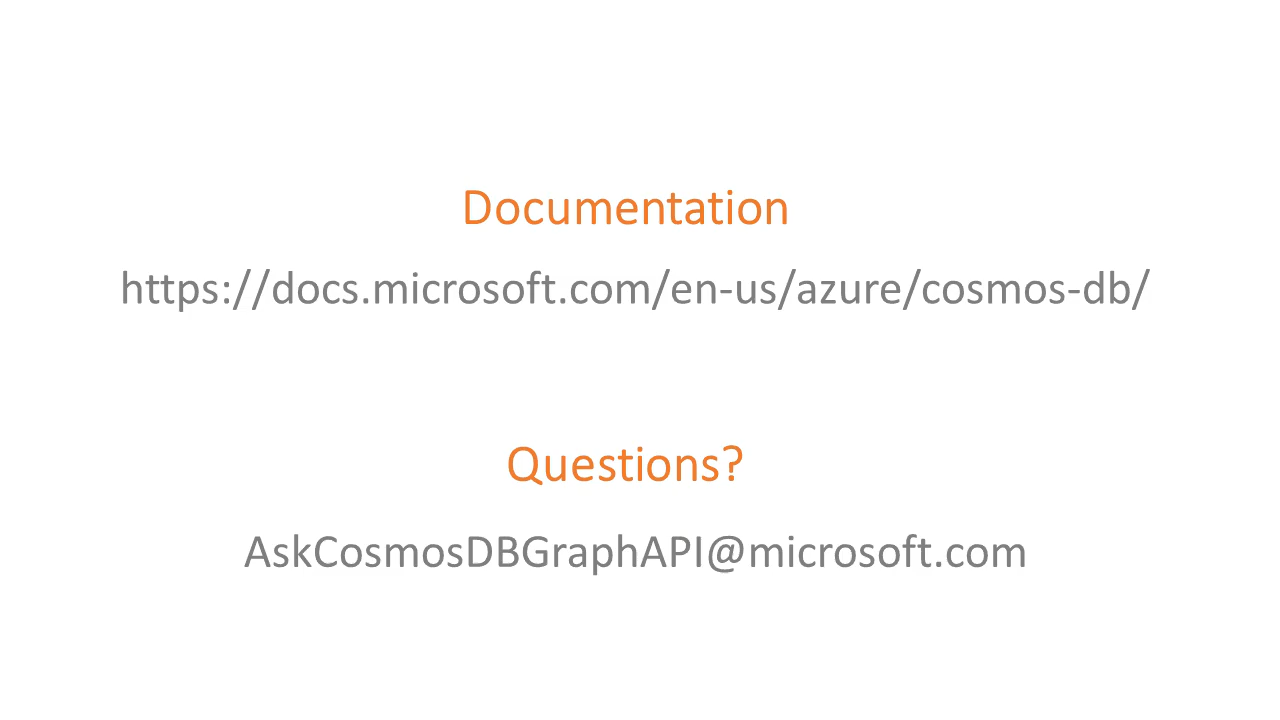 Documentation
https://docs.microsoft.com/en-us/azure/cosmos-db/
Questions?
AskCosmosDBGraphAPI@microsoft.com